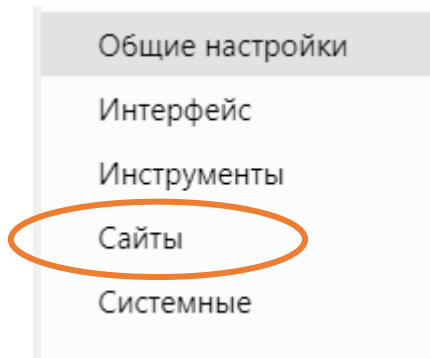 Общие настройки
Интерфейс
Инструменты
Сайты
Системные